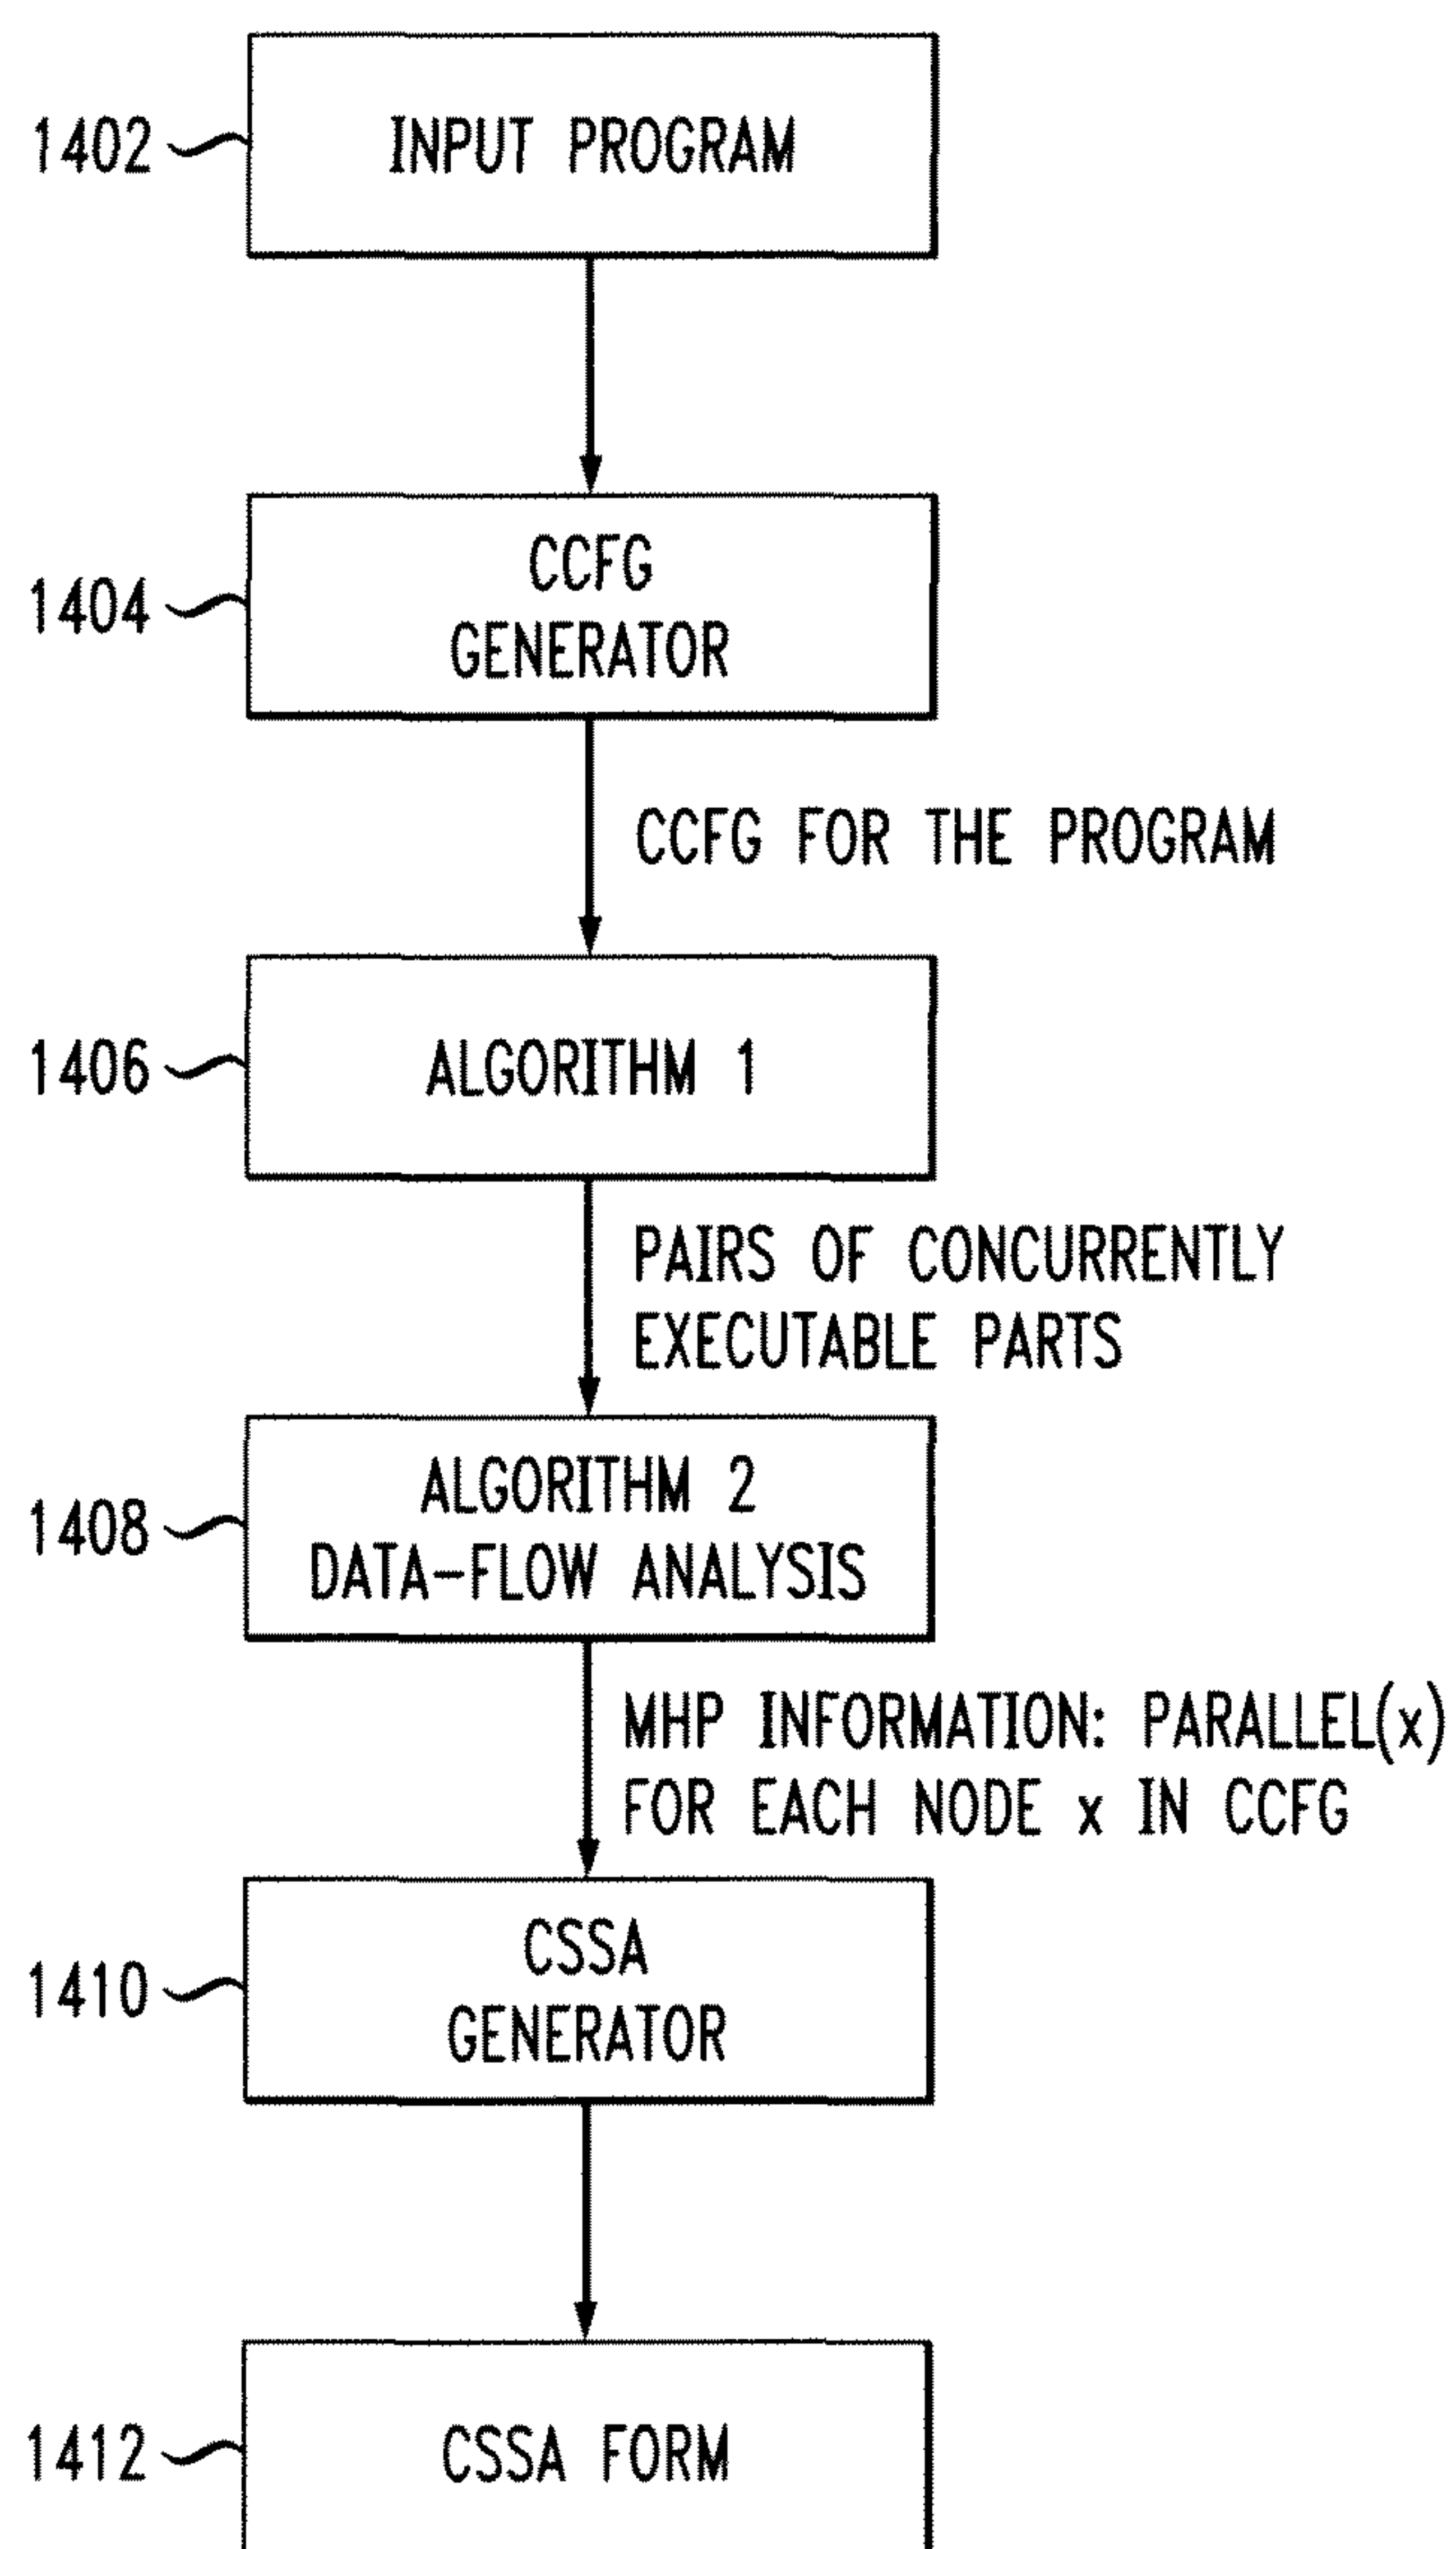 1402
INPUT PROGRAM
1404
CCFG
GENERATOR
CCFG FOR THE PROGRAM
1406
ALGORITHM 1
PAIRS OF CONCURRENTLY
EXECUTABLE PARTS
1408
ALGORITHM 2
DATA-FLOW ANALYSIS
MHP INFORMATION: PARALLEL(x)
FOR EACH NODE x IN CCFG
1410
CSSA
GENERATOR
1412
CSSA FORM